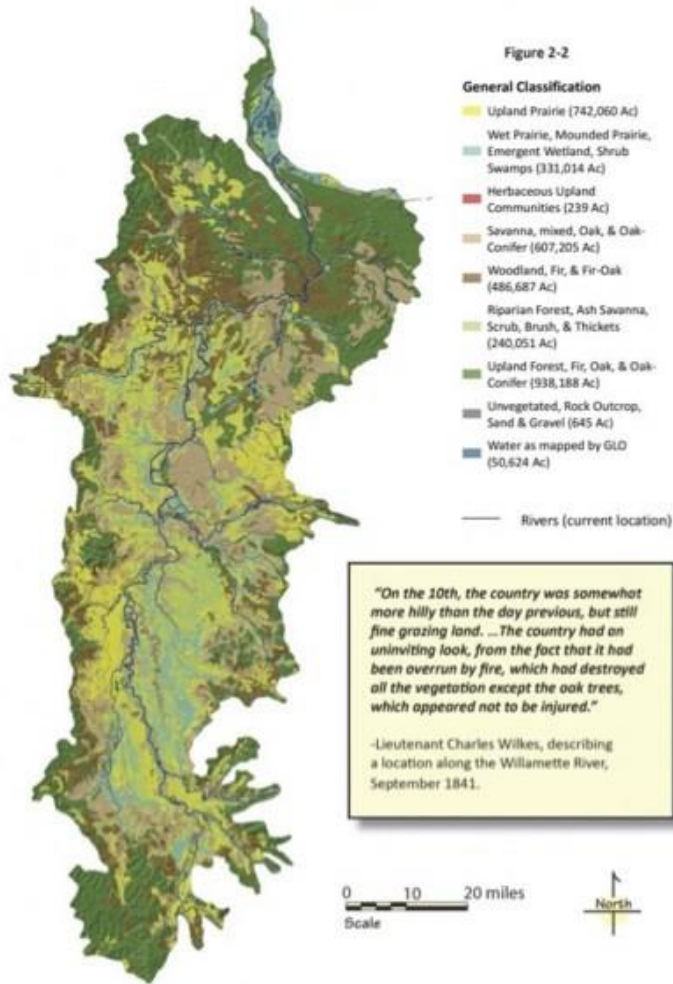 Figure 2-2
General Classification
Upland Prairie (742,060 Ac)
Wet Prairie, Mounded Prairie,
Emergent Wetland, Shrub
Swamps (331,014 Ac)
Herbaceous Upland
Communities (239 Ac)
Savanna, mixed, Oak, & Oak-
Conifer (607,205 Ac)
Woodland, Fir, & Fir-Oak
(486,687 Ac)
Riparian Forest, Ash Savanna,
Scrub, Brush, & Thickets
(240,051 Ac)
Upland Forest, Fir, Oak, & Oak-
Conifer (938,188 Ac)
Unvegetated, Rock Outcrop,
Sand & Gravel (645 Ac)
Water as mapped by GLO
(50,624 Ac)
Rivers (current location)
"On the 10th, the country was somewhat
more hilly than the day previous, but still
fine grazing land. ...The country had an
uninviting look, from the fact that it had
been overrun by fire, which had destroyed
all the vegetation except the oak trees,
which appeared not to be injured."
-Lieutenant Charles Wilkes, describing
a location along the Willamette River,
September 1841.
0 10 20 miles
Scale
North